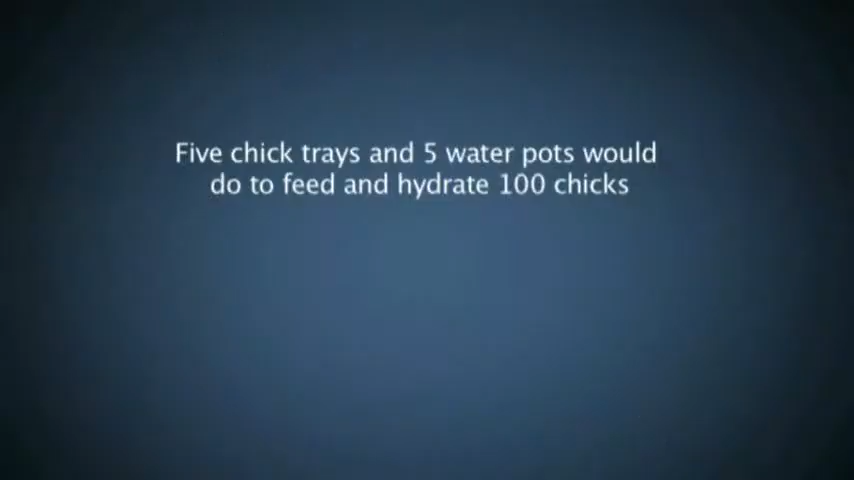 Five chick trays and 5 water pots would
do to feed and hydrate 100 chicks